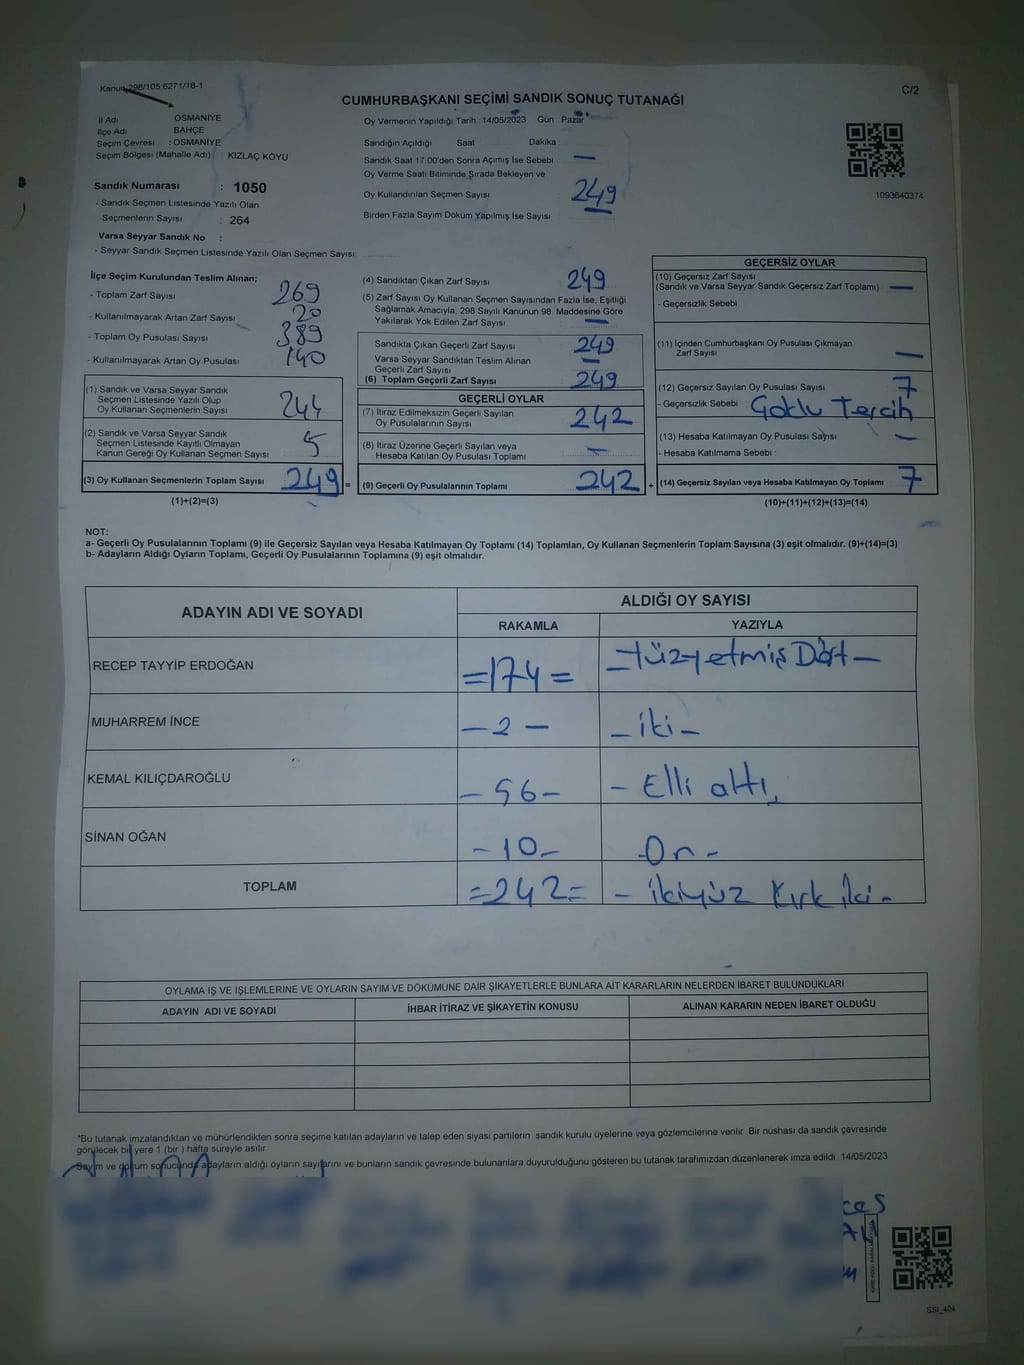 Kanun 298/105;6271/18-1
C/2
CUMHURBAŞKANI SEÇİMİ SANDIK SONUÇ TUTANAĞI
İl Adı OSMANİYE
İlçe Adı BAHÇE
Seçim Çevresi : OSMANİYE
Seçim Bölgesi (Mahalle Adı) KIZLAÇ KÖYÜ
Sandık Numarası : 1050
- Sandık Seçmen Listesinde Yazılı Olan
Seçmenlerin Sayısı : 264
Varsa Seyyar Sandık No :
- Seyyar Sandık Seçmen Listesinde Yazılı Olan Seçmen Sayısı:
Oy Vermenin Yapıldığı Tarih 14/05/2023 Gün Pazar
Sandığın Açıldığı Saat Dakika
Sandık Saat 17.00'den Sonra Açımış İse Sebebi : —
Oy Verme Saati Bitiminde Sırada Bekleyen ve
Oy Kullandırılan Seçmen Sayısı 249
Birden Fazla Sayım Döküm Yapılmış İse Sayısı
1093640374
İlçe Seçim Kurulundan Teslim Alınan;
- Toplam Zarf Sayısı 269
- Kullanılmayarak Artan Zarf Sayısı 20
- Toplam Oy Pusulası Sayısı 389
- Kullanılmayarak Artan Oy Pusulası 140
(1) Sandık ve Varsa Seyyar Sandık
Seçmen Listesinde Yazılı Olup
Oy Kullanan Seçmenlerin Sayısı 244
(2) Sandık ve Varsa Seyyar Sandık
Seçmen Listesinde Kayıtlı Olmayan
Kanun Gereği Oy Kullanan Seçmen Sayısı 5
(3) Oy Kullanan Seçmenlerin Toplam Sayısı 249 =
(1)+(2)=(3)
(4) Sandıktan Çıkan Zarf Sayısı 249
(5) Zarf Sayısı Oy Kullanan Seçmen Sayısından Fazla İse, Eşitliği
Sağlamak Amacıyla, 298 Sayılı Kanunun 98. Maddesine Göre
Yakılarak Yok Edilen Zarf Sayısı —
Sandıkta Çıkan Geçerli Zarf Sayısı 249
Varsa Seyyar Sandıktan Teslim Alınan
Geçerli Zarf Sayısı —
(6) Toplam Geçerli Zarf Sayısı 249
GEÇERLİ OYLAR
(7) İtiraz Edilmeksizin Geçerli Sayılan
Oy Pusulalarının Sayısı 242
(8) İtiraz Üzerine Geçerli Sayılan veya
Hesaba Katılan Oy Pusulası Toplamı —
(9) Geçerli Oy Pusulalarının Toplamı 242 +
GEÇERSİZ OYLAR
(10) Geçersiz Zarf Sayısı
(Sandık ve Varsa Seyyar Sandık Geçersiz Zarf Toplamı) —
- Geçersizlik Sebebi
(11) İçinden Cumhurbaşkanı Oy Pusulası Çıkmayan
Zarf Sayısı —
(12) Geçersiz Sayılan Oy Pusulası Sayısı 7
- Geçersizlik Sebebi Çoklu Tercih
(13) Hesaba Katılmayan Oy Pusulası Sayısı —
- Hesaba Katılmama Sebebi :
(14) Geçersiz Sayılan veya Hesaba Katılmayan Oy Toplamı 7
(10)+(11)+(12)+(13)=(14)
NOT:
a- Geçerli Oy Pusulalarının Toplamı (9) ile Geçersiz Sayılan veya Hesaba Katılmayan Oy Toplamı (14) Toplamları, Oy Kullanan Seçmenlerin Toplam Sayısına (3) eşit olmalıdır. (9)+(14)=(3)
b- Adayların Aldığı Oyların Toplamı, Geçerli Oy Pusulalarının Toplamına (9) eşit olmalıdır.
ADAYIN ADI VE SOYADI
ALDIĞI OY SAYISI
RAKAMLA YAZIYLA
RECEP TAYYİP ERDOĞAN =174= - Yüzyetmiş Dört -
MUHARREM İNCE - 2 - - iki -
KEMAL KILIÇDAROĞLU - 56 - - Elli altı
SİNAN OĞAN - 10 - - On -
TOPLAM =242= - İkiyüz Kırk iki -
OYLAMA İŞ VE İŞLEMLERİNE VE OYLARIN SAYIM VE DÖKÜMÜNE DAİR ŞİKAYETLERLE BUNLARA AİT KARARLARIN NELERDEN İBARET BULUNDUKLARI
ADAYIN ADI VE SOYADI İHBAR İTİRAZ VE ŞİKAYETİN KONUSU ALINAN KARARIN NEDEN İBARET OLDUĞU
*Bu tutanak imzalandıktan ve mühürlendikten sonra seçime katılan adayların ve talep eden siyasi partilerin sandık kurulu üyelerine veya gözlemcilerine verilir. Bir nüshası da sandık çevresinde
görülecek bir yere 1 (bir ) hafta süreyle asılır.
Sayım ve döküm sonucunda adayların aldığı oyların sayılarını ve bunların sandık çevresinde bulunanlara duyurulduğunu gösteren bu tutanak tarafımızdan düzenlenerek imza edildi. 14/05/2023
SSI_404